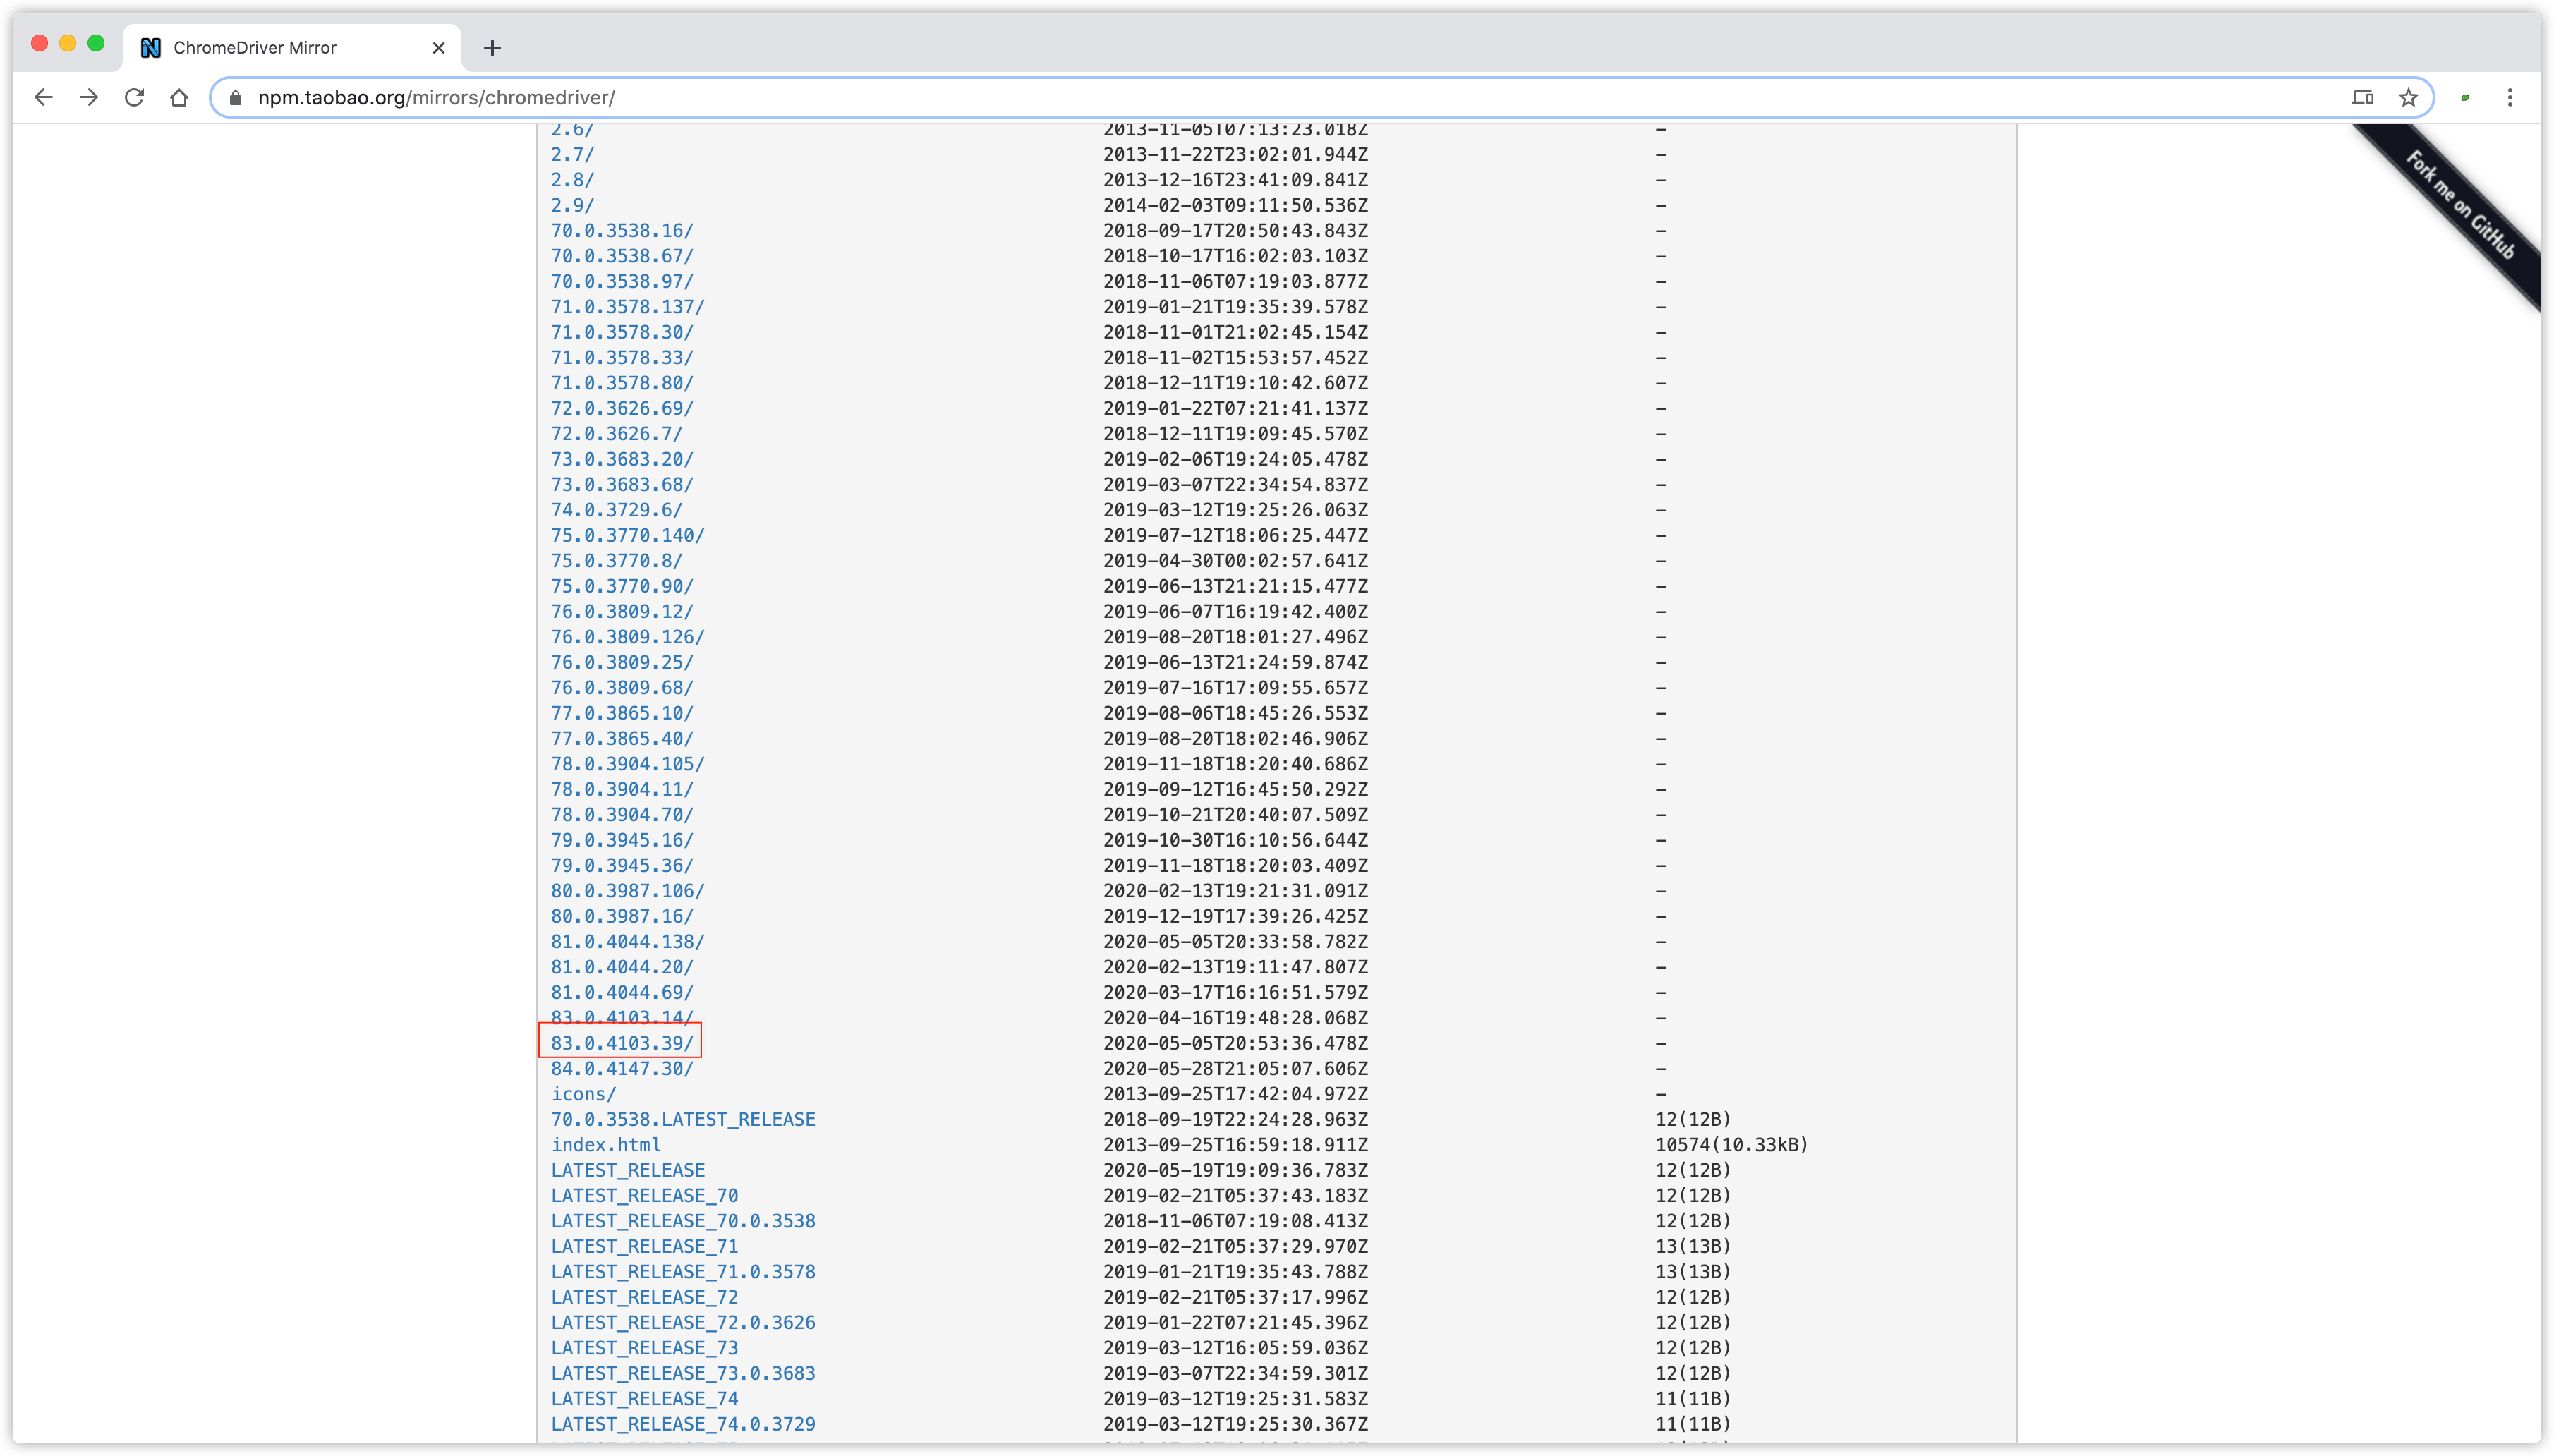 ChromeDriver Mirror
npm.taobao.org/mirrors/chromedriver/
2.6/ 2013-11-05T07:13:23.018Z -
2.7/ 2013-11-22T23:02:01.944Z -
2.8/ 2013-12-16T23:41:09.841Z -
2.9/ 2014-02-03T09:11:50.536Z -
70.0.3538.16/ 2018-09-17T20:50:43.843Z -
70.0.3538.67/ 2018-10-17T16:02:03.103Z -
70.0.3538.97/ 2018-11-06T07:19:03.877Z -
71.0.3578.137/ 2019-01-21T19:35:39.578Z -
71.0.3578.30/ 2018-11-01T21:02:45.154Z -
71.0.3578.33/ 2018-11-02T15:53:57.452Z -
71.0.3578.80/ 2018-12-11T19:10:42.607Z -
72.0.3626.69/ 2019-01-22T07:21:41.137Z -
72.0.3626.7/ 2018-12-11T19:09:45.570Z -
73.0.3683.20/ 2019-02-06T19:24:05.478Z -
73.0.3683.68/ 2019-03-07T22:34:54.837Z -
74.0.3729.6/ 2019-03-12T19:25:26.063Z -
75.0.3770.140/ 2019-07-12T18:06:25.447Z -
75.0.3770.8/ 2019-04-30T00:02:57.641Z -
75.0.3770.90/ 2019-06-13T21:21:15.477Z -
76.0.3809.12/ 2019-06-07T16:19:42.400Z -
76.0.3809.126/ 2019-08-20T18:01:27.496Z -
76.0.3809.25/ 2019-06-13T21:24:59.874Z -
76.0.3809.68/ 2019-07-16T17:09:55.657Z -
77.0.3865.10/ 2019-08-06T18:45:26.553Z -
77.0.3865.40/ 2019-08-20T18:02:46.906Z -
78.0.3904.105/ 2019-11-18T18:20:40.686Z -
78.0.3904.11/ 2019-09-12T16:45:50.292Z -
78.0.3904.70/ 2019-10-21T20:40:07.509Z -
79.0.3945.16/ 2019-10-30T16:10:56.644Z -
79.0.3945.36/ 2019-11-18T18:20:03.409Z -
80.0.3987.106/ 2020-02-13T19:21:31.091Z -
80.0.3987.16/ 2019-12-19T17:39:26.425Z -
81.0.4044.138/ 2020-05-05T20:33:58.782Z -
81.0.4044.20/ 2020-02-13T19:11:47.807Z -
81.0.4044.69/ 2020-03-17T16:16:51.579Z -
83.0.4103.14/ 2020-04-16T19:48:28.068Z -
83.0.4103.39/ 2020-05-05T20:53:36.478Z -
84.0.4147.30/ 2020-05-28T21:05:07.606Z -
icons/ 2013-09-25T17:42:04.972Z -
70.0.3538.LATEST_RELEASE 2018-09-19T22:24:28.963Z 12(12B)
index.html 2013-09-25T16:59:18.911Z 10574(10.33kB)
LATEST_RELEASE 2020-05-19T19:09:36.783Z 12(12B)
LATEST_RELEASE_70 2019-02-21T05:37:43.183Z 12(12B)
LATEST_RELEASE_70.0.3538 2018-11-06T07:19:08.413Z 12(12B)
LATEST_RELEASE_71 2019-02-21T05:37:29.970Z 13(13B)
LATEST_RELEASE_71.0.3578 2019-01-21T19:35:43.788Z 13(13B)
LATEST_RELEASE_72 2019-02-21T05:37:17.996Z 12(12B)
LATEST_RELEASE_72.0.3626 2019-01-22T07:21:45.396Z 12(12B)
LATEST_RELEASE_73 2019-03-12T16:05:59.036Z 12(12B)
LATEST_RELEASE_73.0.3683 2019-03-07T22:34:59.301Z 12(12B)
LATEST_RELEASE_74 2019-03-12T19:25:31.583Z 11(11B)
LATEST_RELEASE_74.0.3729 2019-03-12T19:25:30.367Z 11(11B)
Fork me on GitHub